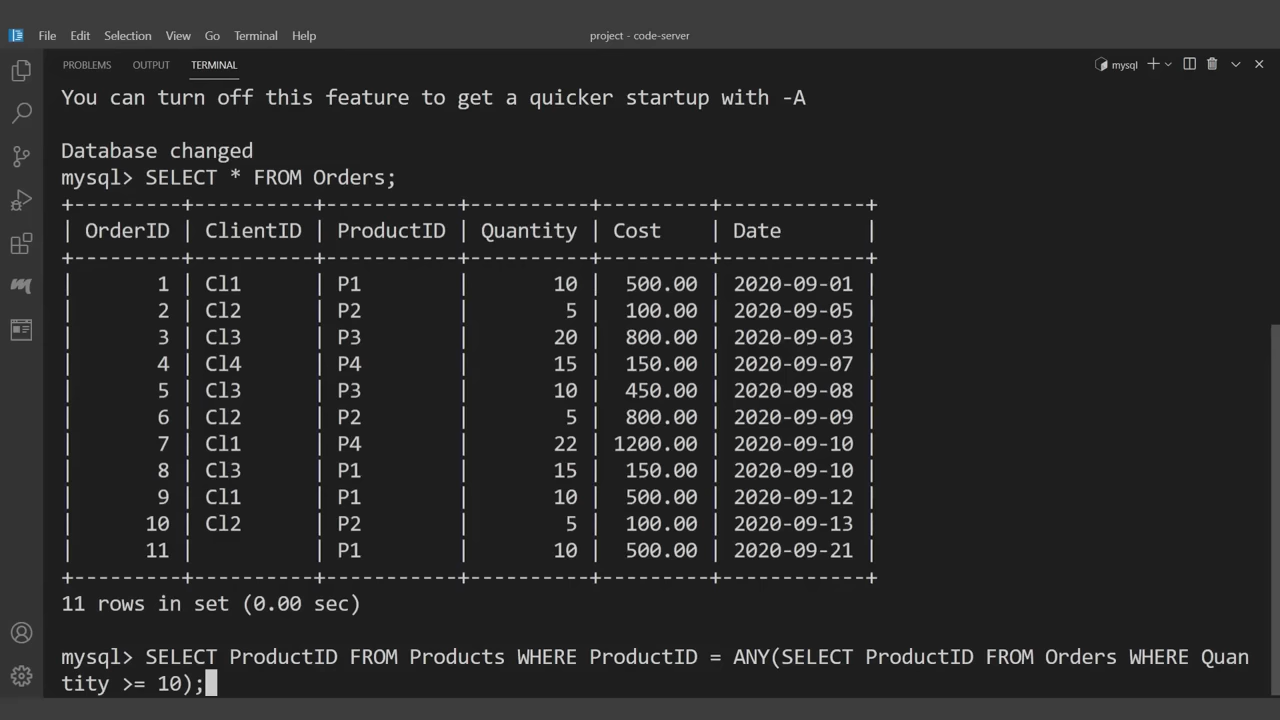 File Edit Selection View Go Terminal Help project - code-server
PROBLEMS OUTPUT TERMINAL mysql
You can turn off this feature to get a quicker startup with -A
Database changed
mysql> SELECT * FROM Orders;
+---------+----------+-----------+----------+---------+------------+
| OrderID | ClientID | ProductID | Quantity | Cost    | Date       |
+---------+----------+-----------+----------+---------+------------+
|       1 | Cl1      | P1        |       10 |  500.00 | 2020-09-01 |
|       2 | Cl2      | P2        |        5 |  100.00 | 2020-09-05 |
|       3 | Cl3      | P3        |       20 |  800.00 | 2020-09-03 |
|       4 | Cl4      | P4        |       15 |  150.00 | 2020-09-07 |
|       5 | Cl3      | P3        |       10 |  450.00 | 2020-09-08 |
|       6 | Cl2      | P2        |        5 |  800.00 | 2020-09-09 |
|       7 | Cl1      | P4        |       22 | 1200.00 | 2020-09-10 |
|       8 | Cl3      | P1        |       15 |  150.00 | 2020-09-10 |
|       9 | Cl1      | P1        |       10 |  500.00 | 2020-09-12 |
|      10 | Cl2      | P2        |        5 |  100.00 | 2020-09-13 |
|      11 |          | P1        |       10 |  500.00 | 2020-09-21 |
+---------+----------+-----------+----------+---------+------------+
11 rows in set (0.00 sec)
mysql> SELECT ProductID FROM Products WHERE ProductID = ANY(SELECT ProductID FROM Orders WHERE Quan
tity >= 10);